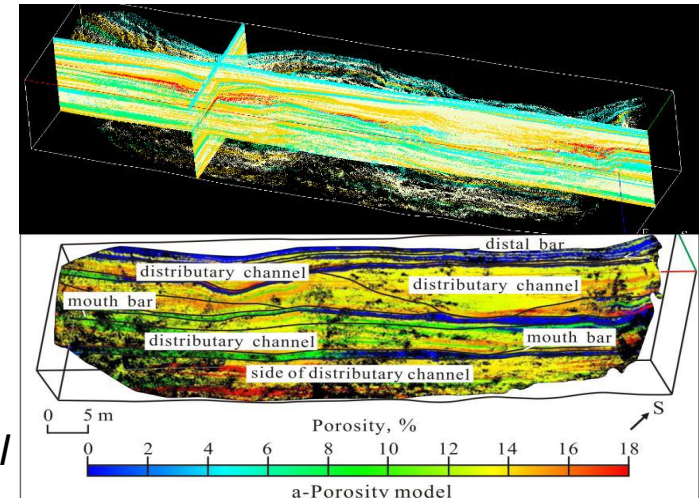 distal bar
distributary channel
distributary channel
mouth bar
distributary channel
mouth bar
side of distributary channel
0 5 m
S
Porosity, %
0 2 4 6 8 10 12 14 16 18
a-Porosity model